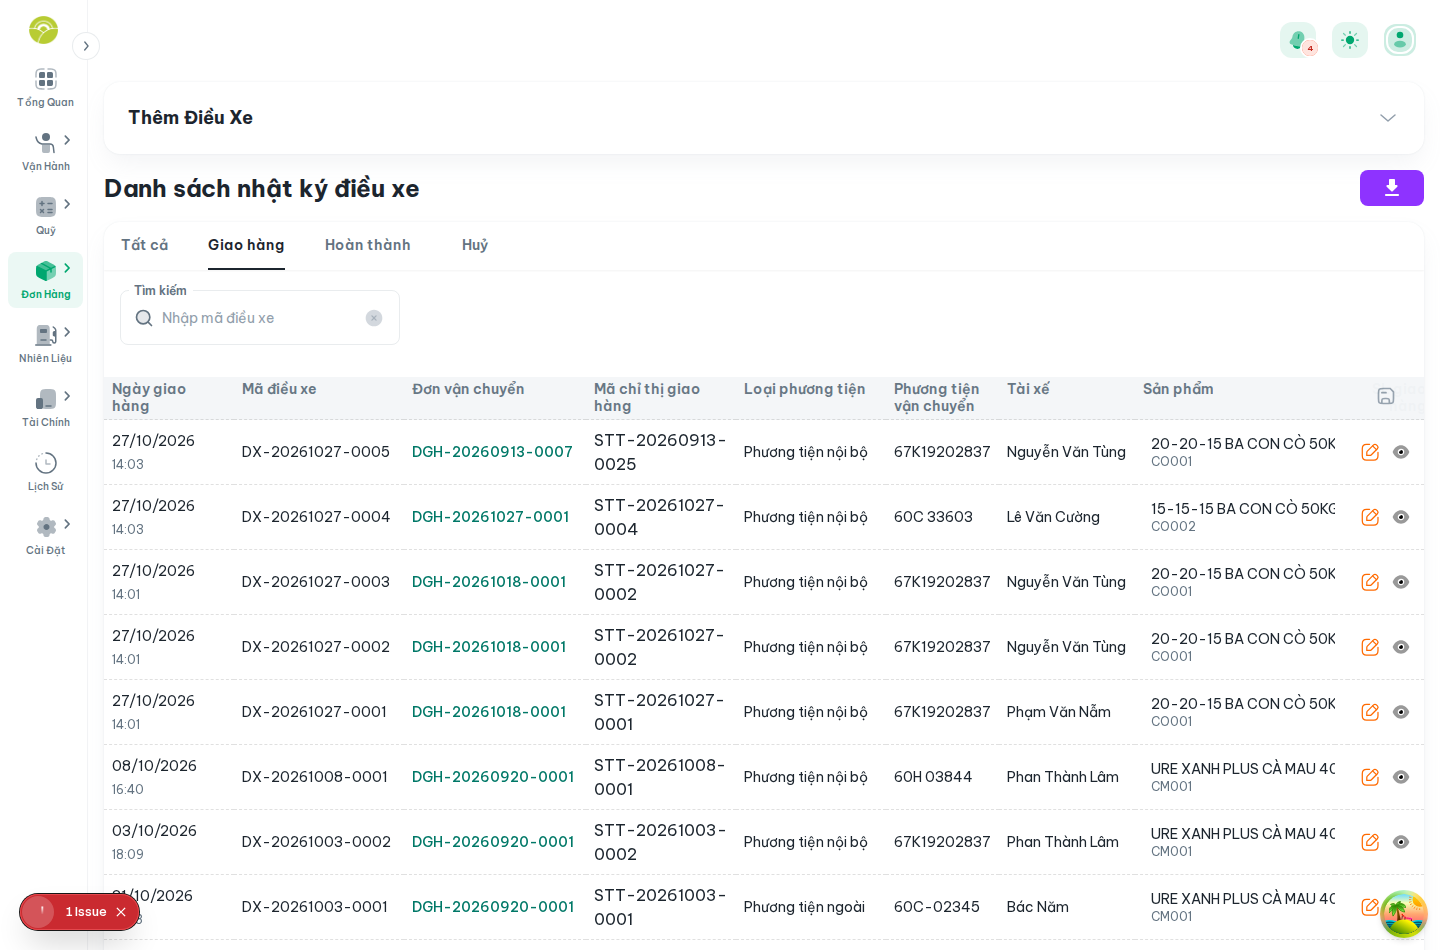 4
Tổng Quan
Vận Hành
Quỹ
Đơn Hàng
Nhiên Liệu
Tài Chính
Lịch Sử
Cài Đặt
Thêm Điều Xe
Danh sách nhật ký điều xe
Tất cả Giao hàng Hoàn thành Huỷ
Tìm kiếm
Nhập mã điều xe
Ngày giao hàng Mã điều xe Đơn vận chuyển Mã chỉ thị giao hàng Loại phương tiện Phương tiện vận chuyển Tài xế Sản phẩm
27/10/2026 14:03 DX-20261027-0005 DGH-20260913-0007 STT-20260913-0025 Phương tiện nội bộ 67K19202837 Nguyễn Văn Tùng 20-20-15 BA CON CÒ 50K CO001
27/10/2026 14:03 DX-20261027-0004 DGH-20261027-0001 STT-20261027-0004 Phương tiện nội bộ 60C 33603 Lê Văn Cường 15-15-15 BA CON CÒ 50KG CO002
27/10/2026 14:01 DX-20261027-0003 DGH-20261018-0001 STT-20261027-0002 Phương tiện nội bộ 67K19202837 Nguyễn Văn Tùng 20-20-15 BA CON CÒ 50K CO001
27/10/2026 14:01 DX-20261027-0002 DGH-20261018-0001 STT-20261027-0002 Phương tiện nội bộ 67K19202837 Nguyễn Văn Tùng 20-20-15 BA CON CÒ 50K CO001
27/10/2026 14:01 DX-20261027-0001 DGH-20261018-0001 STT-20261027-0001 Phương tiện nội bộ 67K19202837 Phạm Văn Nẫm 20-20-15 BA CON CÒ 50K CO001
08/10/2026 16:40 DX-20261008-0001 DGH-20260920-0001 STT-20261008-0001 Phương tiện nội bộ 60H 03844 Phan Thành Lâm URE XANH PLUS CÀ MAU 40 CM001
03/10/2026 18:09 DX-20261003-0002 DGH-20260920-0001 STT-20261003-0002 Phương tiện nội bộ 67K19202837 Phan Thành Lâm URE XANH PLUS CÀ MAU 40 CM001
/10/2026 DX-20261003-0001 DGH-20260920-0001 STT-20261003-0001 Phương tiện ngoài 60C-02345 Bác Năm URE XANH PLUS CÀ MAU 40 CM001
1 Issue